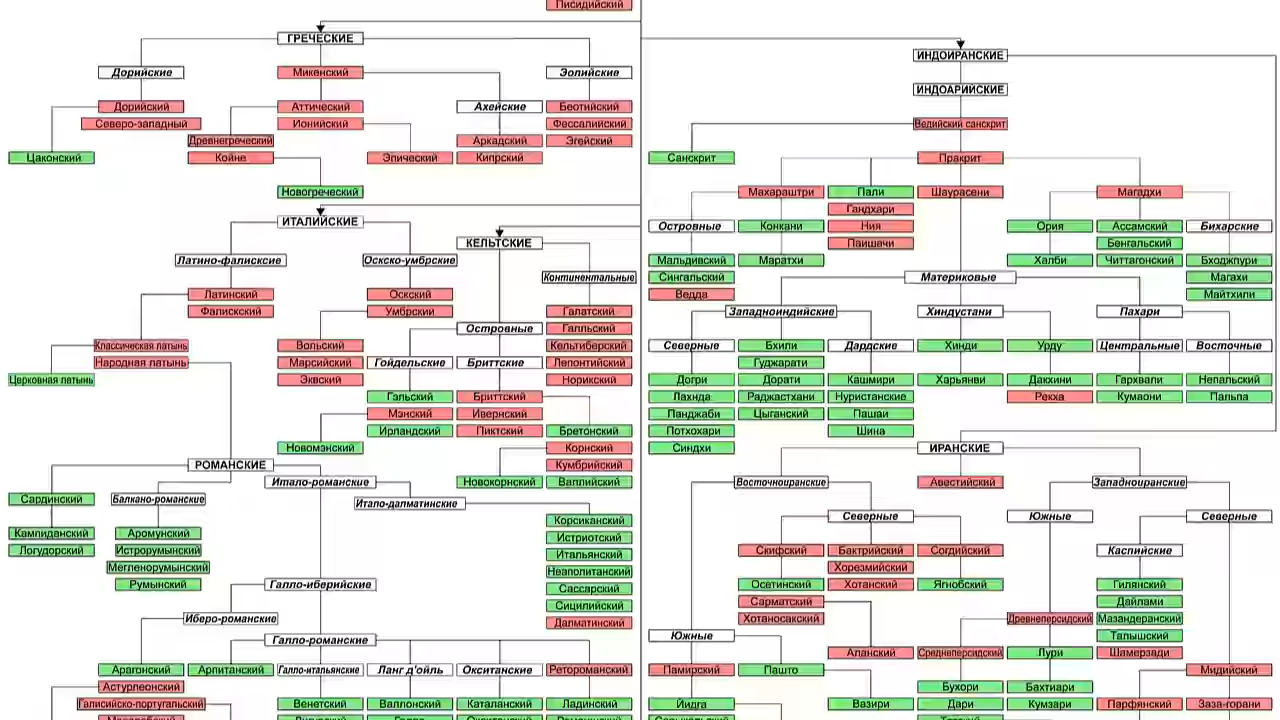 Писидийский
ГРЕЧЕСКИЕ
Дорийские
Микенский
Эолийские
Дорийский
Аттический
Ахейские
Беотийский
Северо-западный
Ионийский
Фессалийский
Древнегреческий
Аркадский
Эгейский
Цаконский
Койне
Эпический
Кипрский
Новогреческий
ИТАЛИЙСКИЕ
КЕЛЬТСКИЕ
Латино-фалисксие
Оскско-умбрские
Континентальные
Латинский
Оскский
Фалискский
Умбрский
Галатский
Островные
Галльский
Классическая латынь
Вольский
Кельтиберский
Народная латынь
Марсийский
Гойдельские
Бриттские
Лепонтийский
Церковная латынь
Эквский
Норикский
Гэльский
Бриттский
Мэнский
Ивернский
Ирландский
Пиктский
Бретонский
Новомэнский
Корнский
РОМАНСКИЕ
Кумбрийский
Итало-романские
Новокорнский
Валлийский
Сардинский
Балкано-романские
Итало-далматинские
Корсиканский
Кампиданский
Аромунский
Истриотский
Логудорский
Истрорумынский
Итальянский
Мегленорумынский
Неаполитанский
Румынский
Галло-иберийские
Сассарский
Сицилийский
Иберо-романские
Далматинский
Галло-романские
Арагонский
Арпитанский
Галло-итальянские
Ланг д'ойль
Окситанские
Ретороманский
Астурлеонский
Галисийско-португальский
Венетский
Валлонский
Каталанский
Ладинский
ИНДОИРАНСКИЕ
ИНДОАРИЙСКИЕ
Ведийский санскрит
Санскрит
Пракрит
Махараштри
Пали
Шаурасени
Магадхи
Гандхари
Островные
Конкани
Ния
Ория
Ассамский
Бихарские
Паишачи
Бенгальский
Мальдивский
Маратхи
Халби
Читтагонский
Бходжпури
Сингальский
Материковые
Магахи
Ведда
Майтхили
Западноиндийские
Хиндустани
Пахари
Северные
Бхили
Дардские
Хинди
Урду
Центральные
Восточные
Гуджарати
Догри
Дорати
Кашмири
Харьянви
Дакхини
Гархвали
Непальский
Лахнда
Раджастхани
Нуристанские
Рекха
Кумаони
Пальпа
Панджаби
Цыганский
Пашаи
Потхохари
Шина
Синдхи
ИРАНСКИЕ
Восточноиранские
Авестийский
Западноиранские
Северные
Южные
Северные
Скифский
Бактрийский
Согдийский
Каспийские
Хорезмийский
Осетинский
Хотанский
Ягнобский
Гилянский
Сарматский
Дайлами
Хотаносакский
Древнеперсидский
Мазандеранский
Южные
Талышский
Аланский
Среднеперсидский
Лури
Шамерзади
Памирский
Пашто
Мидийский
Бухори
Бахтиари
Йидга
Вазири
Дари
Кумзари
Парфянский
Заза-горани